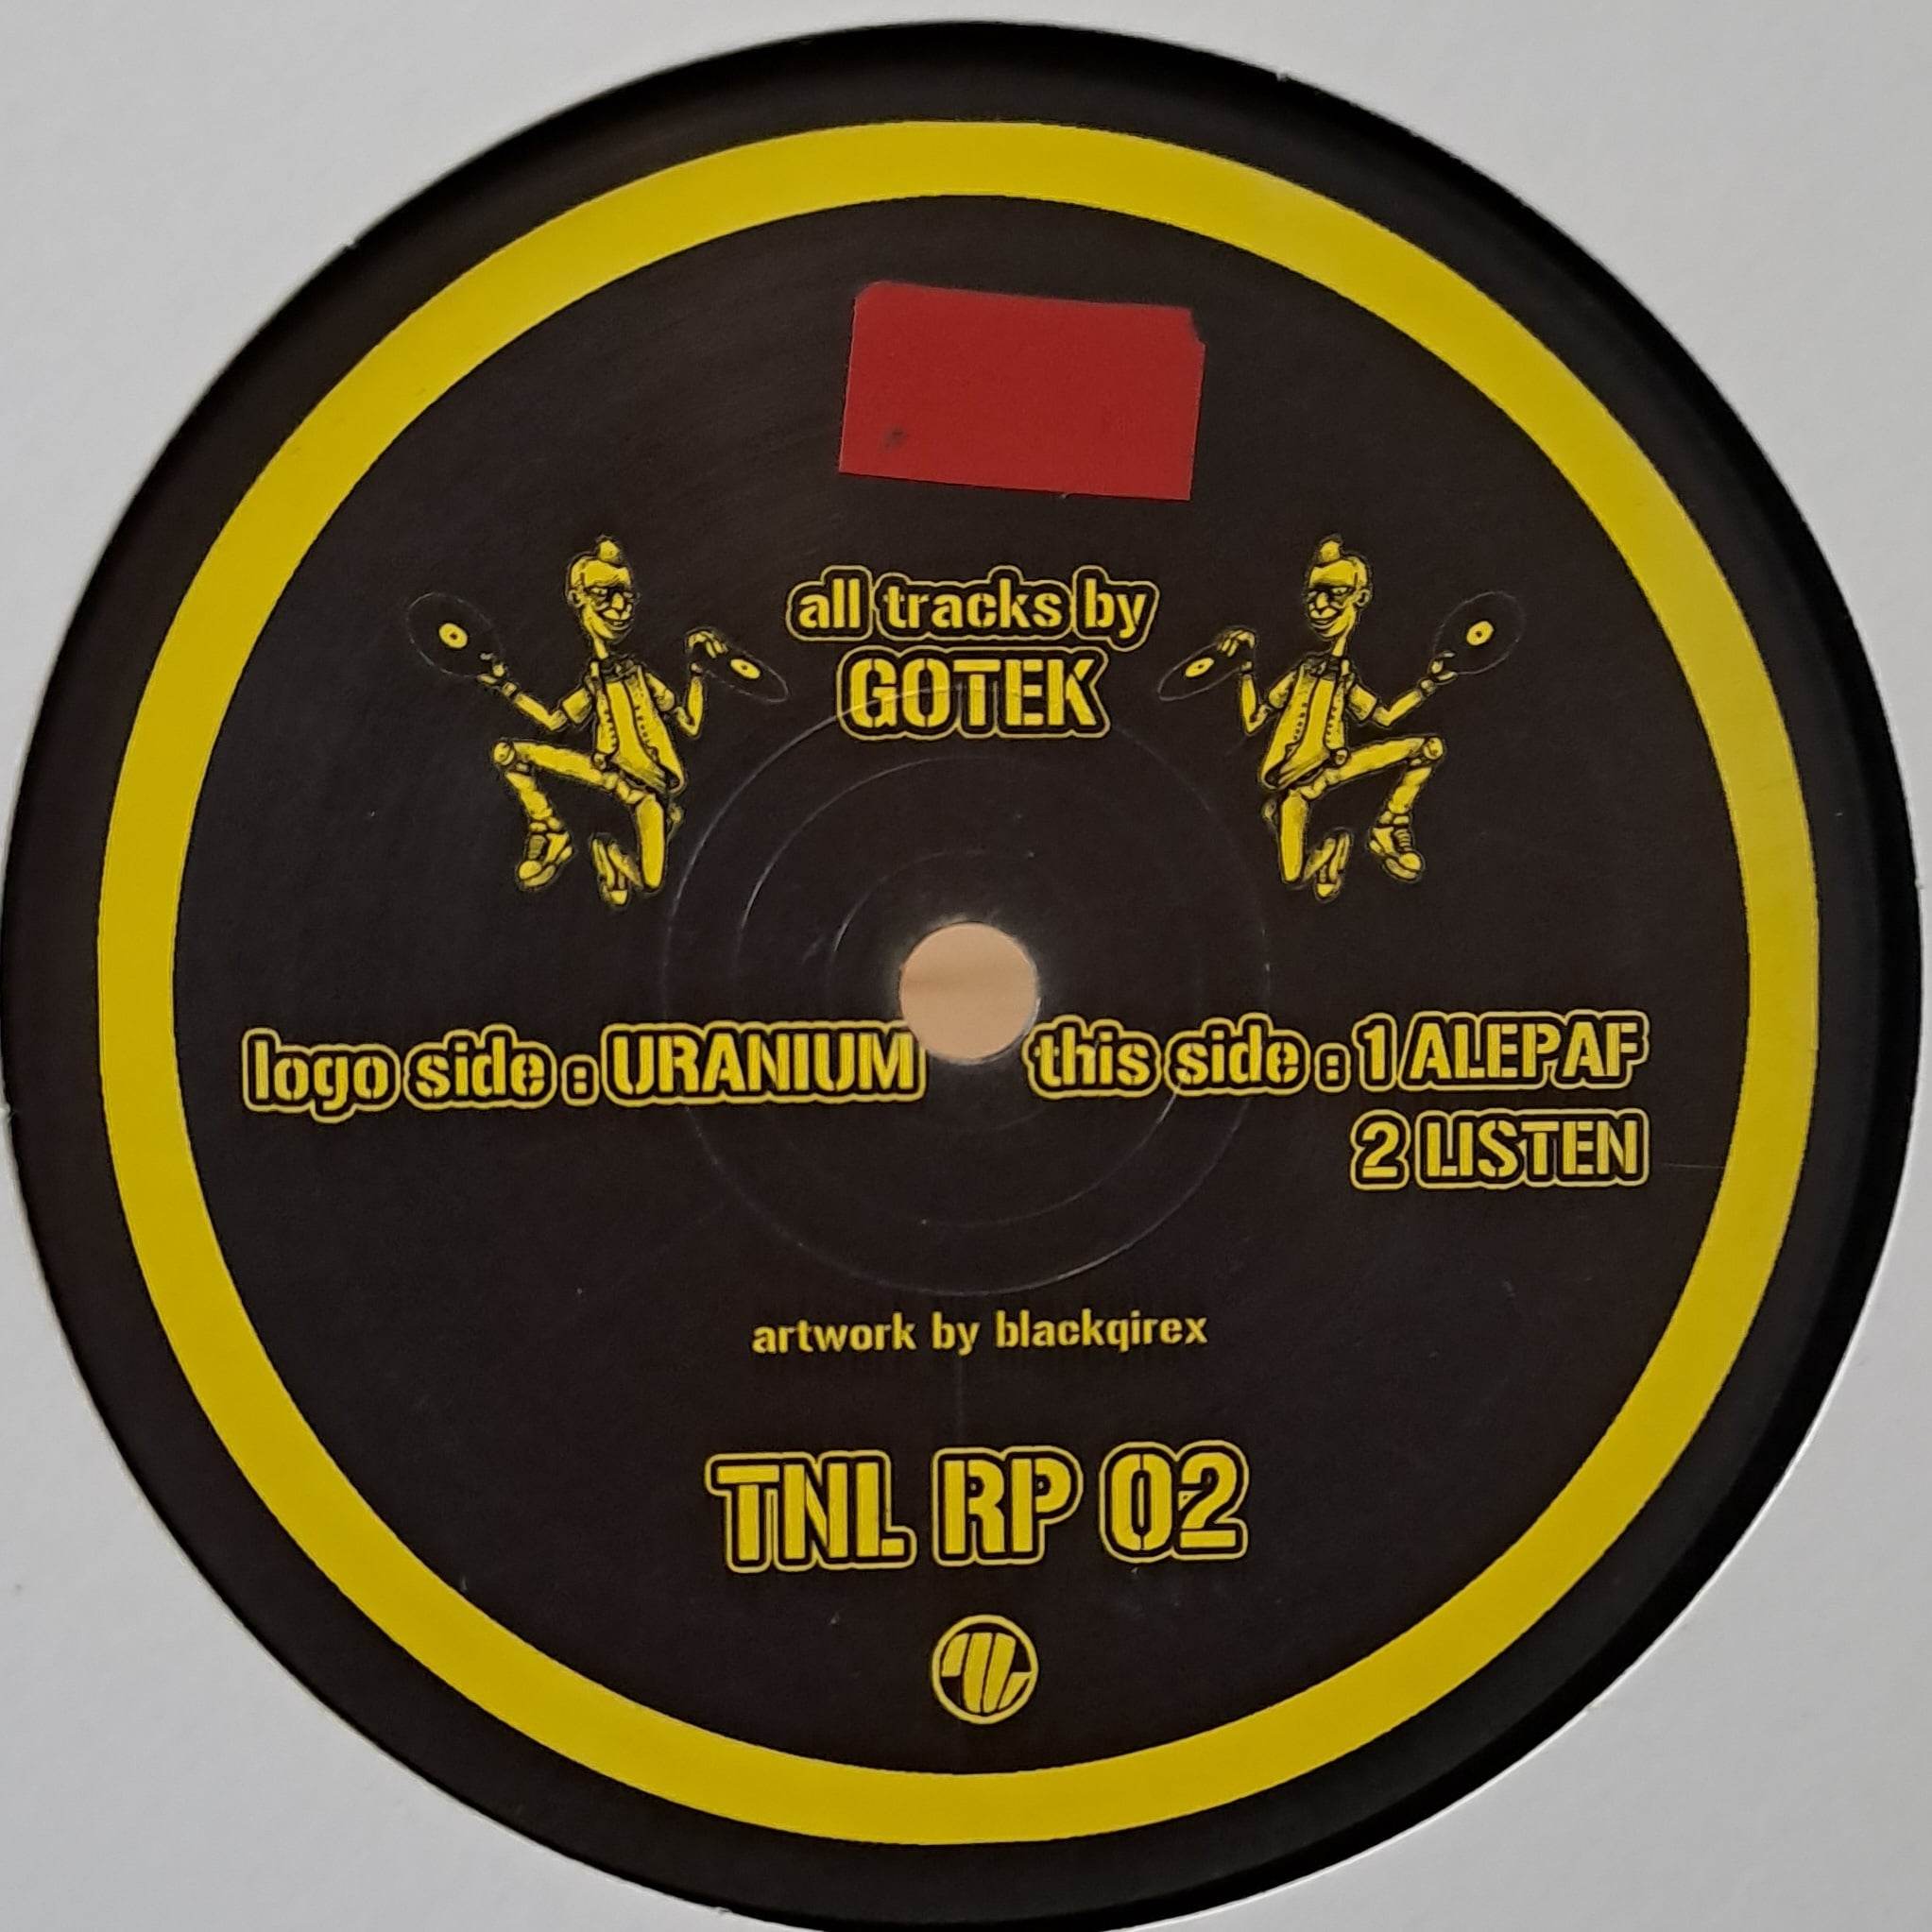 all tracks by
GOTEK
logo side : URANIUM
this side : 1 ALEPAF
2 LISTEN
artwork by blackqirex
TNL RP 02